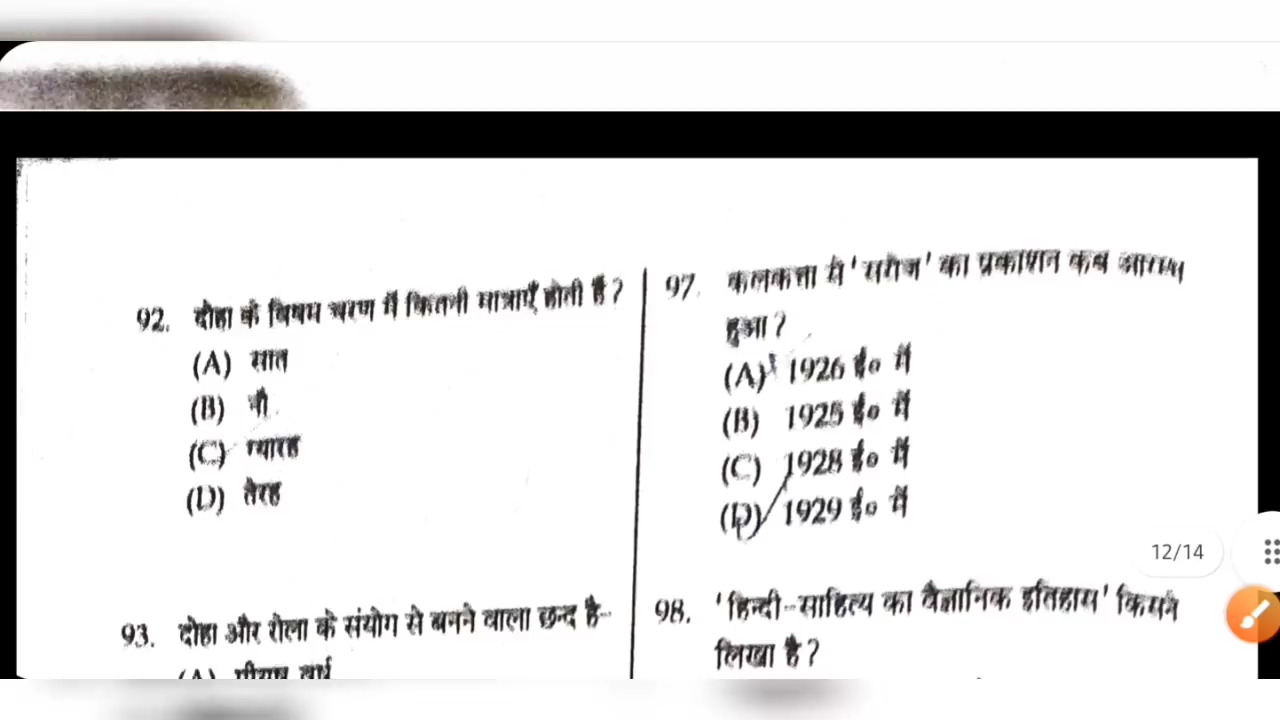 92. दोहा के विषम चरण में कितनी मात्राएँ होती हैं ?
(A) सात
(B) नौ
(C) ग्यारह
(D) तेरह
93. दोहा और रोला के संयोग से बनने वाला छन्द है-
(A) पीयूष वर्ष
97. कलकत्ता से 'सरोज' का प्रकाशन कब आरम्भ
हुआ ?
(A) 1926 ई० में
(B) 1925 ई० में
(C) 1928 ई० में
(D) 1929 ई० में
98. 'हिन्दी-साहित्य का वैज्ञानिक इतिहास' किसने
लिखा है ?
12/14